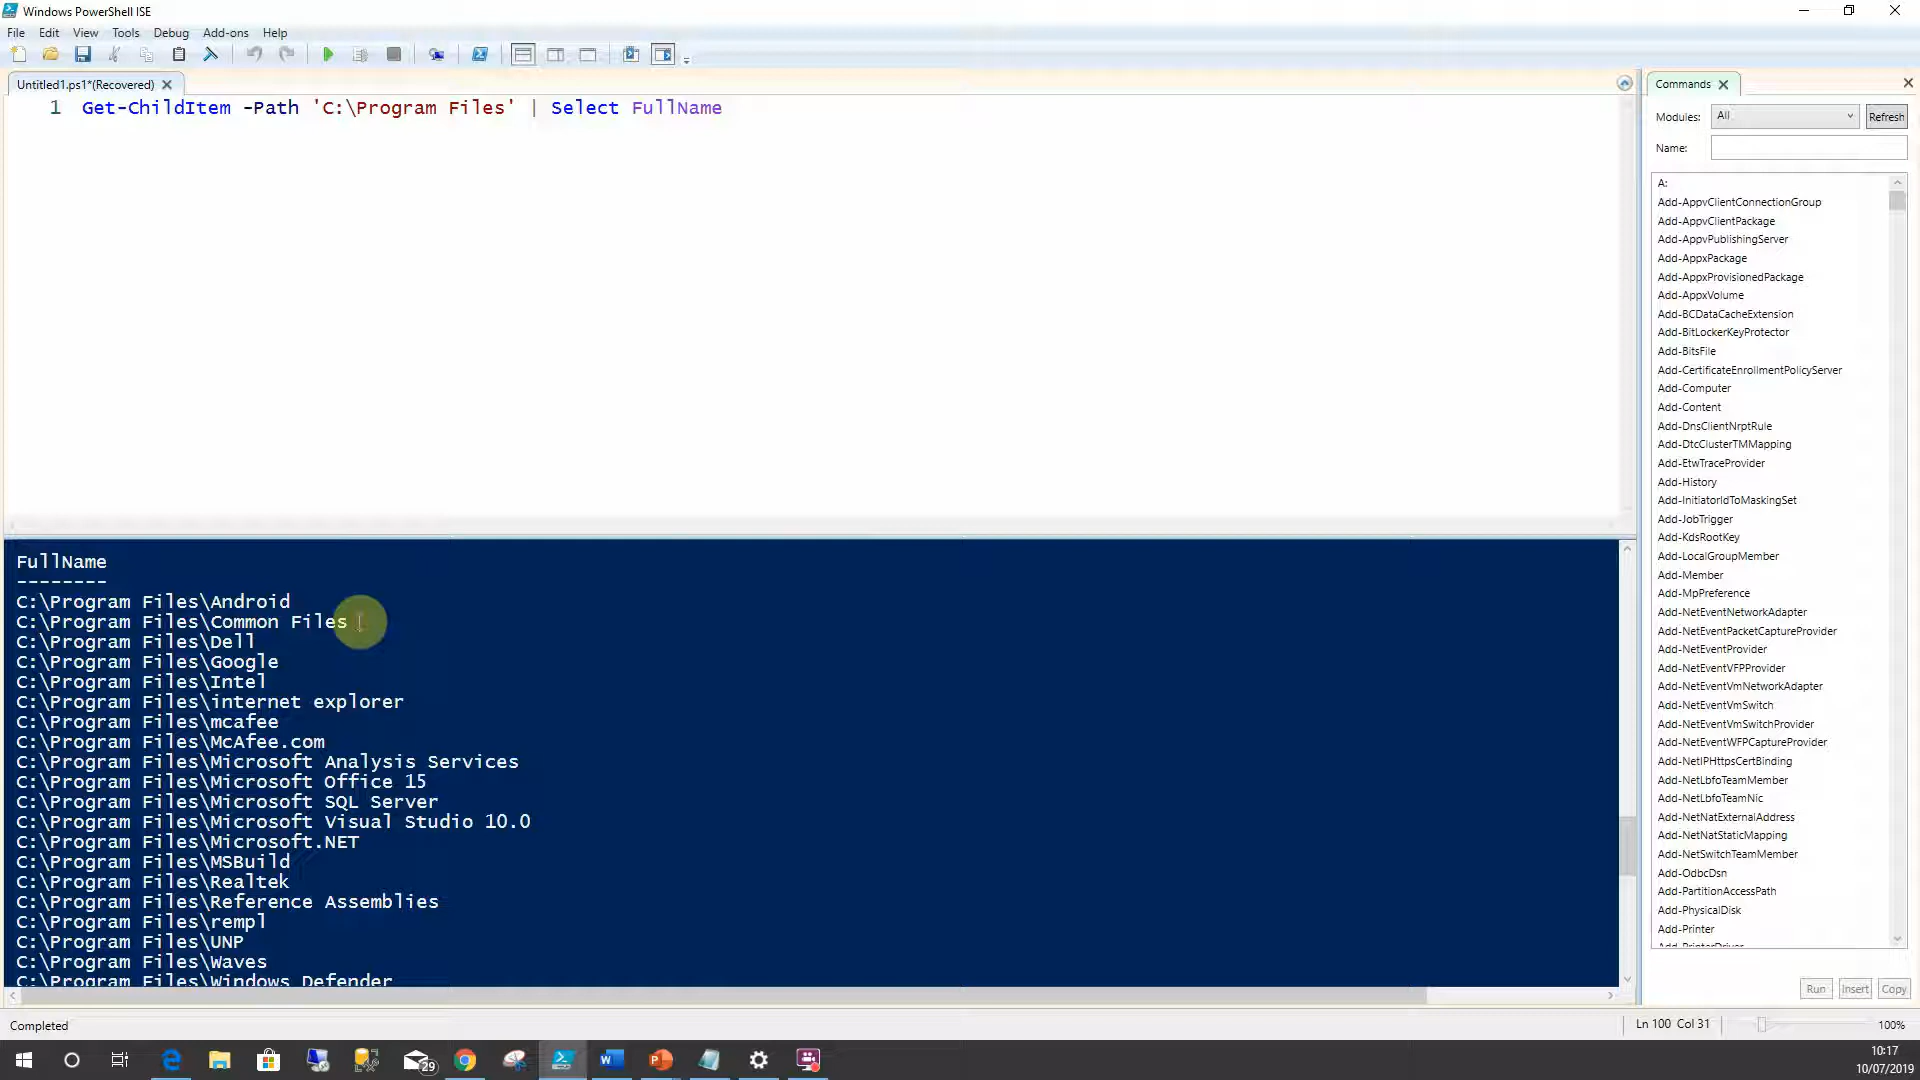 Windows PowerShell ISE
File Edit View Tools Debug Add-ons Help
Untitled1.ps1*(Recovered)
1 Get-ChildItem -Path 'C:\Program Files' | Select FullName
FullName
--------
C:\Program Files\Android
C:\Program Files\Common Files
C:\Program Files\Dell
C:\Program Files\Google
C:\Program Files\Intel
C:\Program Files\internet explorer
C:\Program Files\mcafee
C:\Program Files\McAfee.com
C:\Program Files\Microsoft Analysis Services
C:\Program Files\Microsoft Office 15
C:\Program Files\Microsoft SQL Server
C:\Program Files\Microsoft Visual Studio 10.0
C:\Program Files\Microsoft.NET
C:\Program Files\MSBuild
C:\Program Files\Realtek
C:\Program Files\Reference Assemblies
C:\Program Files\rempl
C:\Program Files\UNP
C:\Program Files\Waves
C:\Program Files\Windows Defender
Commands
Modules: All Refresh
Name:
A:
Add-AppvClientConnectionGroup
Add-AppvClientPackage
Add-AppvPublishingServer
Add-AppxPackage
Add-AppxProvisionedPackage
Add-AppxVolume
Add-BCDataCacheExtension
Add-BitLockerKeyProtector
Add-BitsFile
Add-CertificateEnrollmentPolicyServer
Add-Computer
Add-Content
Add-DnsClientNrptRule
Add-DtcClusterTMMapping
Add-EtwTraceProvider
Add-History
Add-InitiatorIdToMaskingSet
Add-JobTrigger
Add-KdsRootKey
Add-LocalGroupMember
Add-Member
Add-MpPreference
Add-NetEventNetworkAdapter
Add-NetEventPacketCaptureProvider
Add-NetEventProvider
Add-NetEventVFPProvider
Add-NetEventVmNetworkAdapter
Add-NetEventVmSwitch
Add-NetEventVmSwitchProvider
Add-NetEventWFPCaptureProvider
Add-NetIPHttpsCertBinding
Add-NetLbfoTeamMember
Add-NetLbfoTeamNic
Add-NetNatExternalAddress
Add-NetNatStaticMapping
Add-NetSwitchTeamMember
Add-OdbcDsn
Add-PartitionAccessPath
Add-PhysicalDisk
Add-Printer
Add-PrinterDriver
Run Insert Copy
Completed
Ln 100 Col 31
100%
29
10:17
10/07/2019